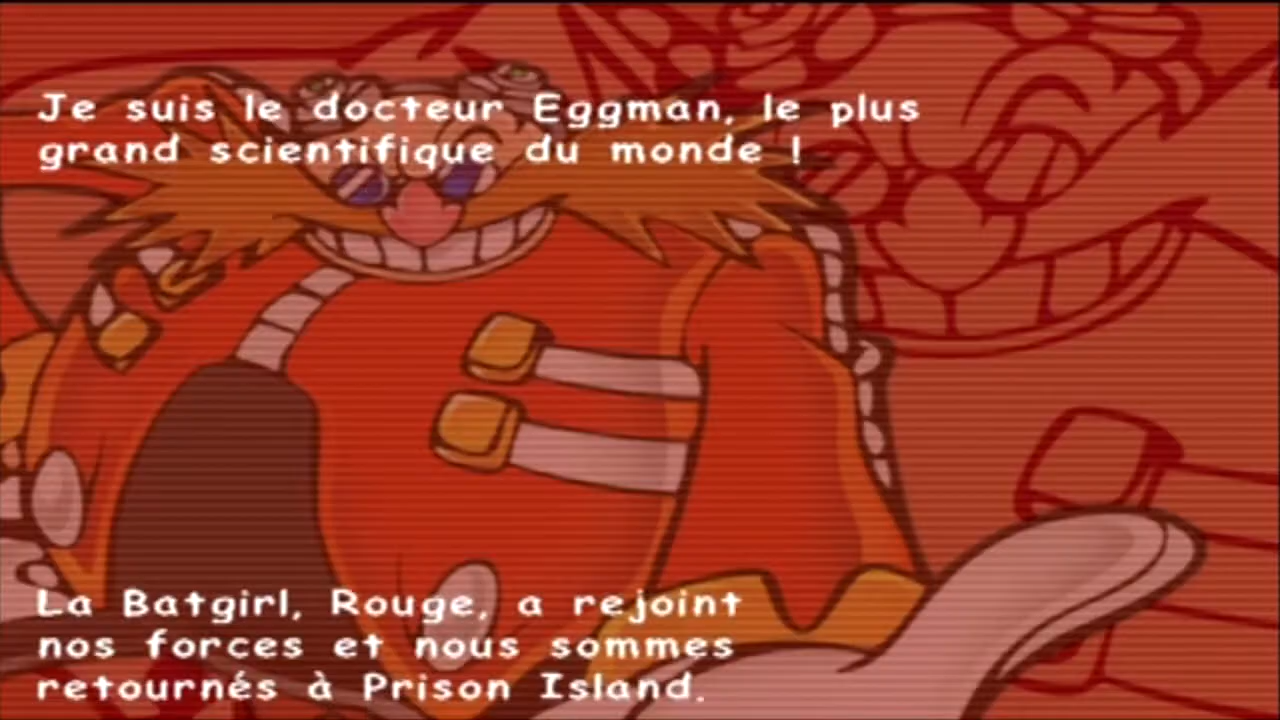 Je suis le docteur Eggman, le plus
grand scientifique du monde !
La Batgirl, Rouge, a rejoint
nos forces et nous sommes
retournés à Prison Island.